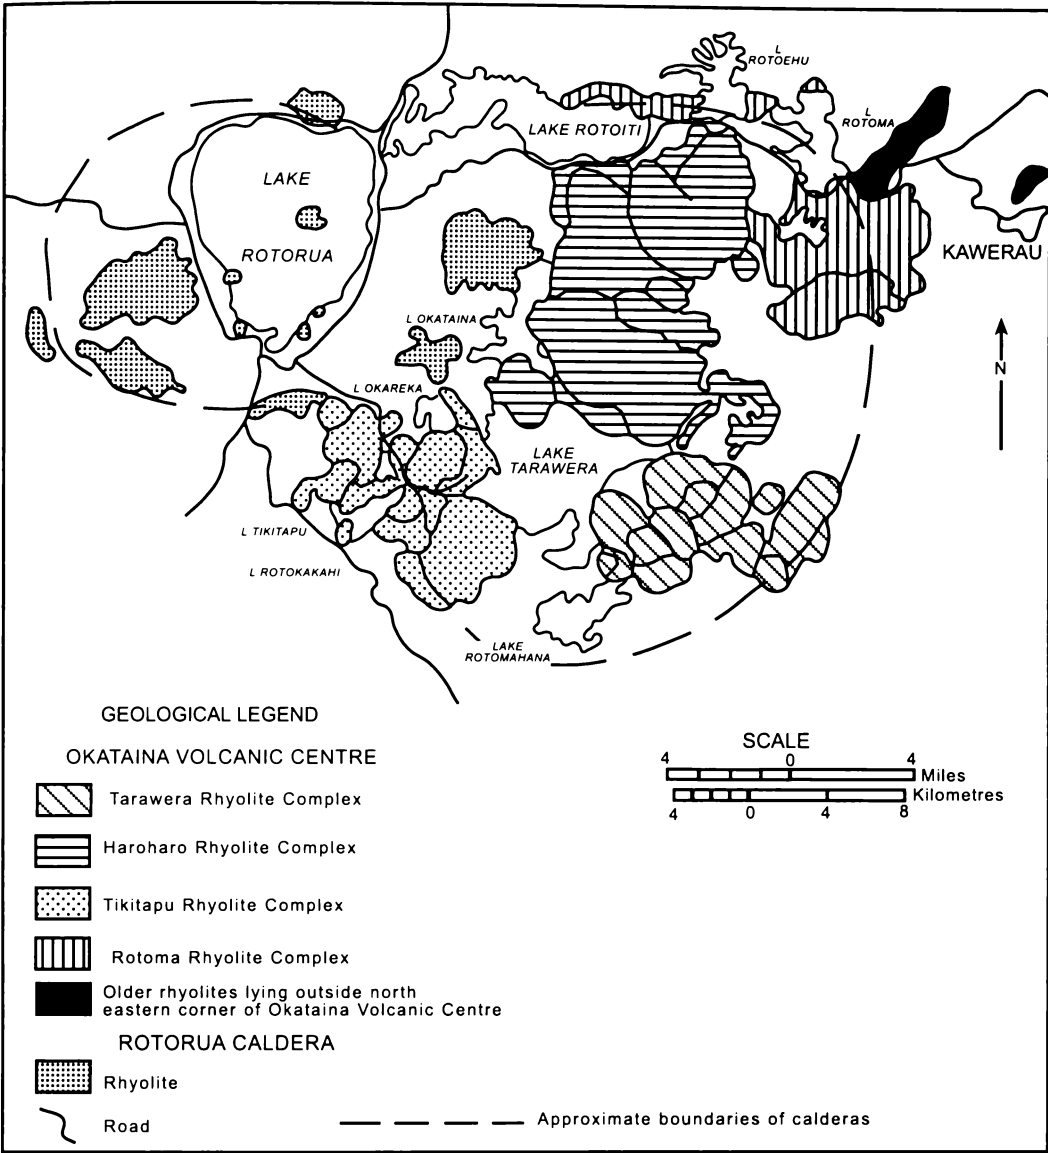 L
ROTOEHU
L
ROTOMA
LAKE ROTOITI
LAKE
ROTORUA
KAWERAU
L OKATAINA
N
L OKAREKA
LAKE
TARAWERA
L TIKITAPU
L ROTOKAKAHI
LAKE
ROTOMAHANA
GEOLOGICAL LEGEND
OKATAINA VOLCANIC CENTRE
Tarawera Rhyolite Complex
Haroharo Rhyolite Complex
Tikitapu Rhyolite Complex
Rotoma Rhyolite Complex
Older rhyolites lying outside north
eastern corner of Okataina Volcanic Centre
ROTORUA CALDERA
Rhyolite
Road
Approximate boundaries of calderas
SCALE
4 0 4
Miles
Kilometres
4 0 4 8